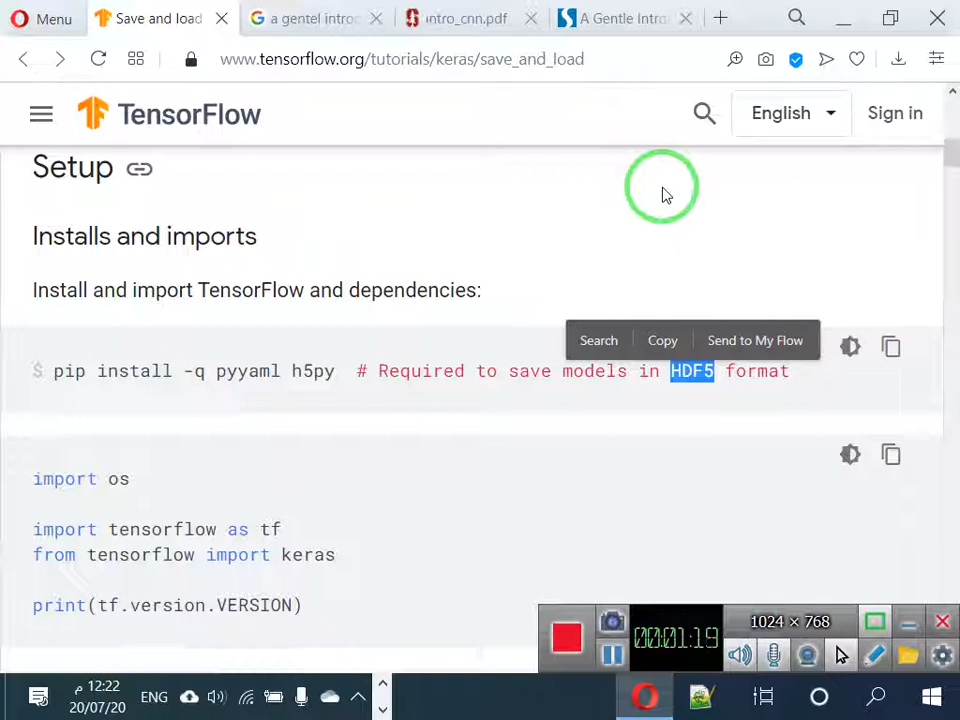 Menu
Save and load
a gentel intro
intro_cnn.pdf
A Gentle Intro
www.tensorflow.org/tutorials/keras/save_and_load
TensorFlow
English
Sign in
Setup
Installs and imports
Install and import TensorFlow and dependencies:
Search
Copy
Send to My Flow
$ pip install -q pyyaml h5py # Required to save models in HDF5 format
import os
import tensorflow as tf
from tensorflow import keras
print(tf.version.VERSION)
00:01:19
1024 × 768
12:22 م
ENG
20/07/20